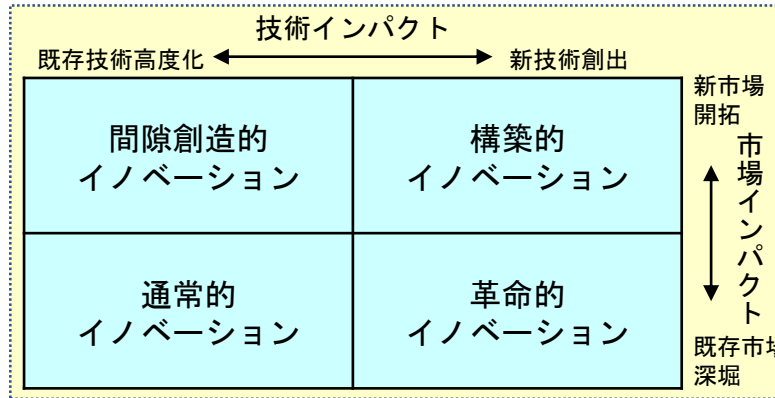 技術インパクト
既存技術高度化
新技術創出
間隙創造的
イノベーション
構築的
イノベーション
通常的
イノベーション
革命的
イノベーション
新市場
開拓
市場インパクト
既存市場
深堀